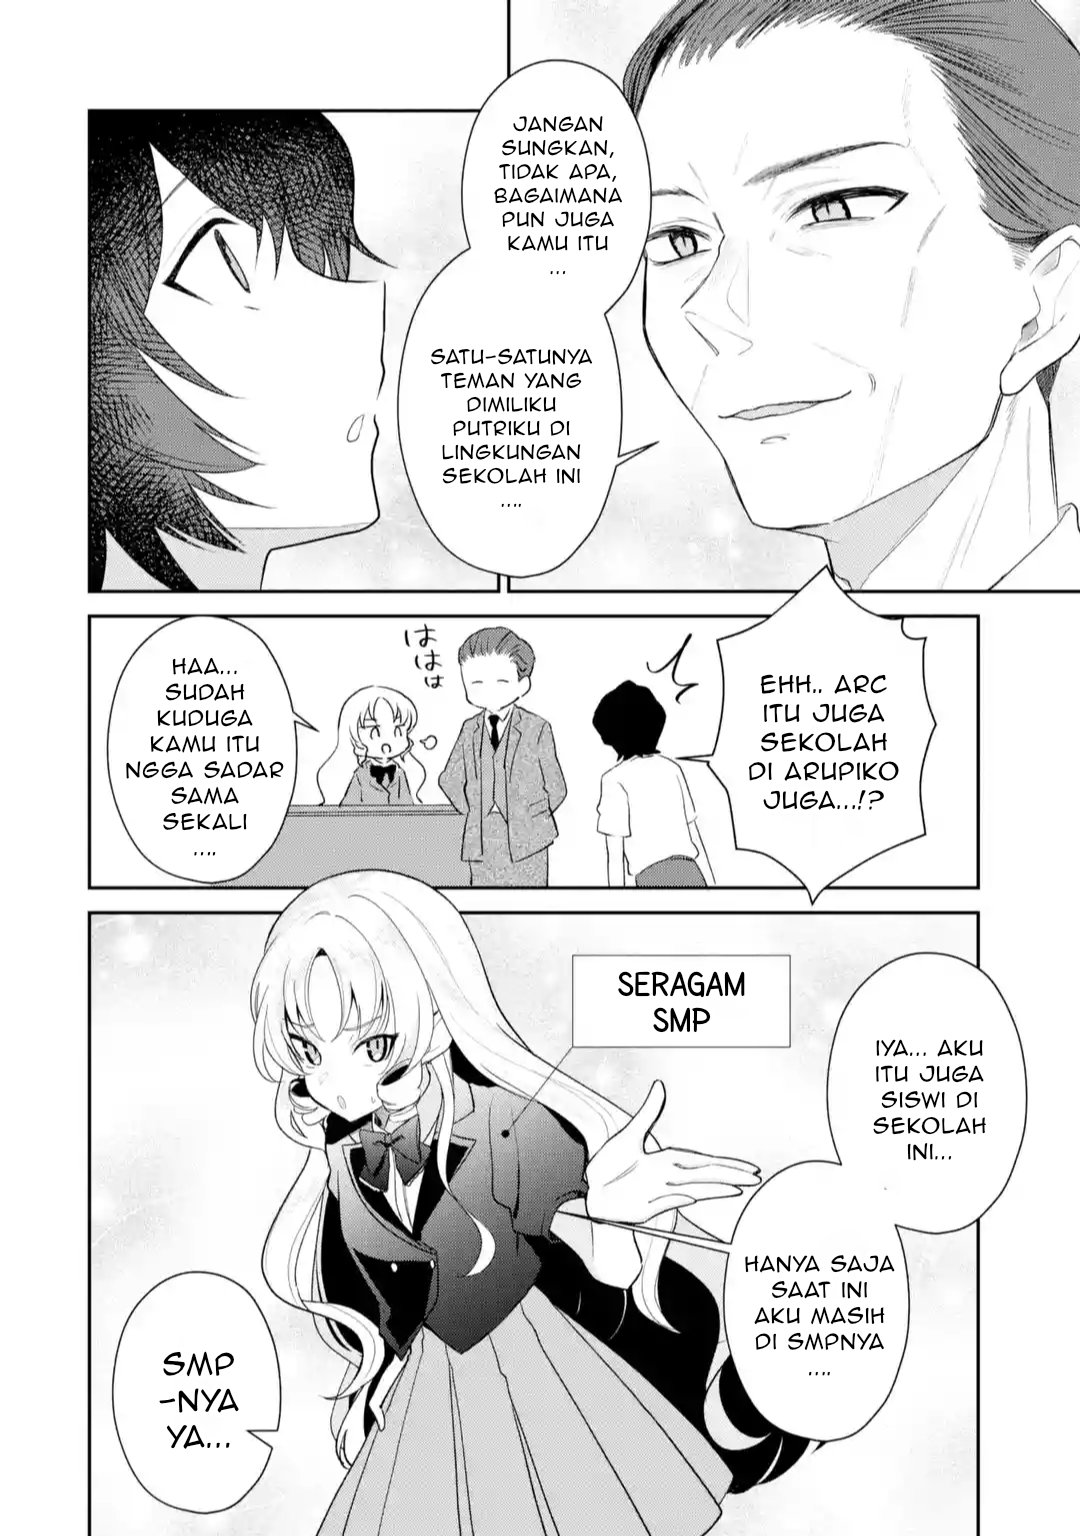 JANGAN
SUNGKAN,
TIDAK APA,
BAGAIMANA
PUN JUGA
KAMU ITU
...
SATU-SATUNYA
TEMAN YANG
DIMILIKU
PUTRIKU DI
LINGKUNGAN
SEKOLAH INI
....
EHH.. ARC
ITU JUGA
SEKOLAH
DI ARUPIKO
JUGA...!?
ははは
HAA...
SUDAH
KUDUGA
KAMU ITU
NGGA SADAR
SAMA
SEKALI
....
SERAGAM
SMP
IYA... AKU
ITU JUGA
SISWI DI
SEKOLAH
INI...
HANYA SAJA
SAAT INI
AKU MASIH
DI SMPNYA
....
SMP
-NYA
YA...